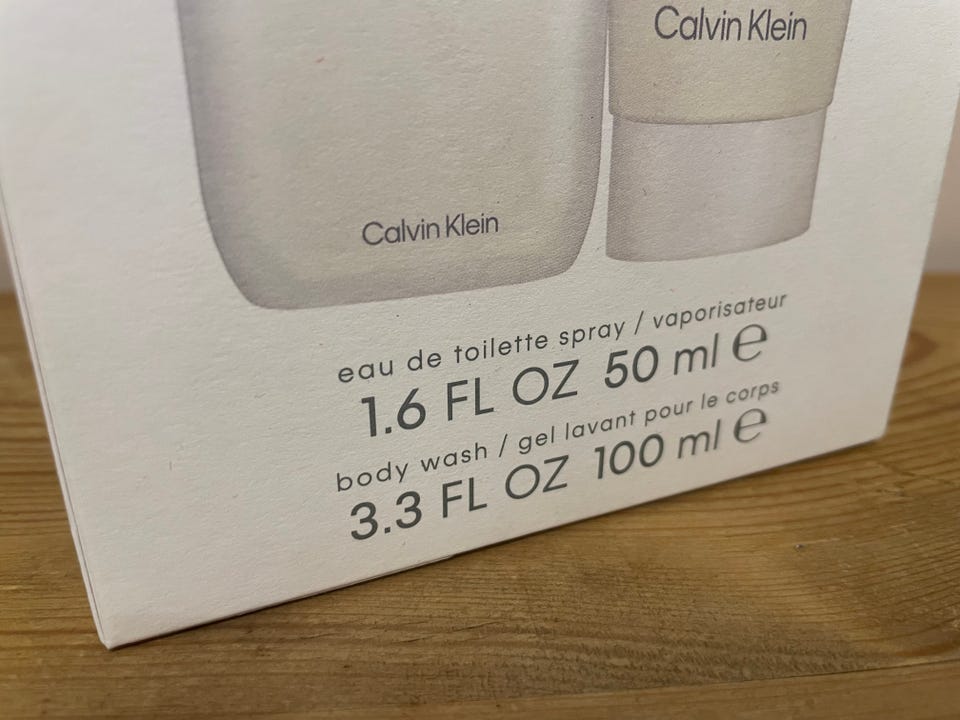 Calvin Klein
Calvin Klein
eau de toilette spray / vaporisateur
1.6 FL OZ 50 ml ℮
body wash / gel lavant pour le corps
3.3 FL OZ 100 ml ℮